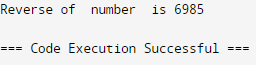 Reverse of  number  is 6985
=== Code Execution Successful ===